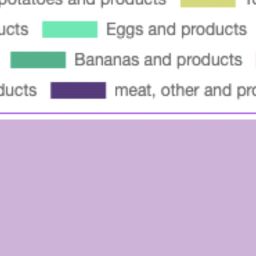 potatoes and products
ucts Eggs and products
Bananas and products
ducts meat, other and pro